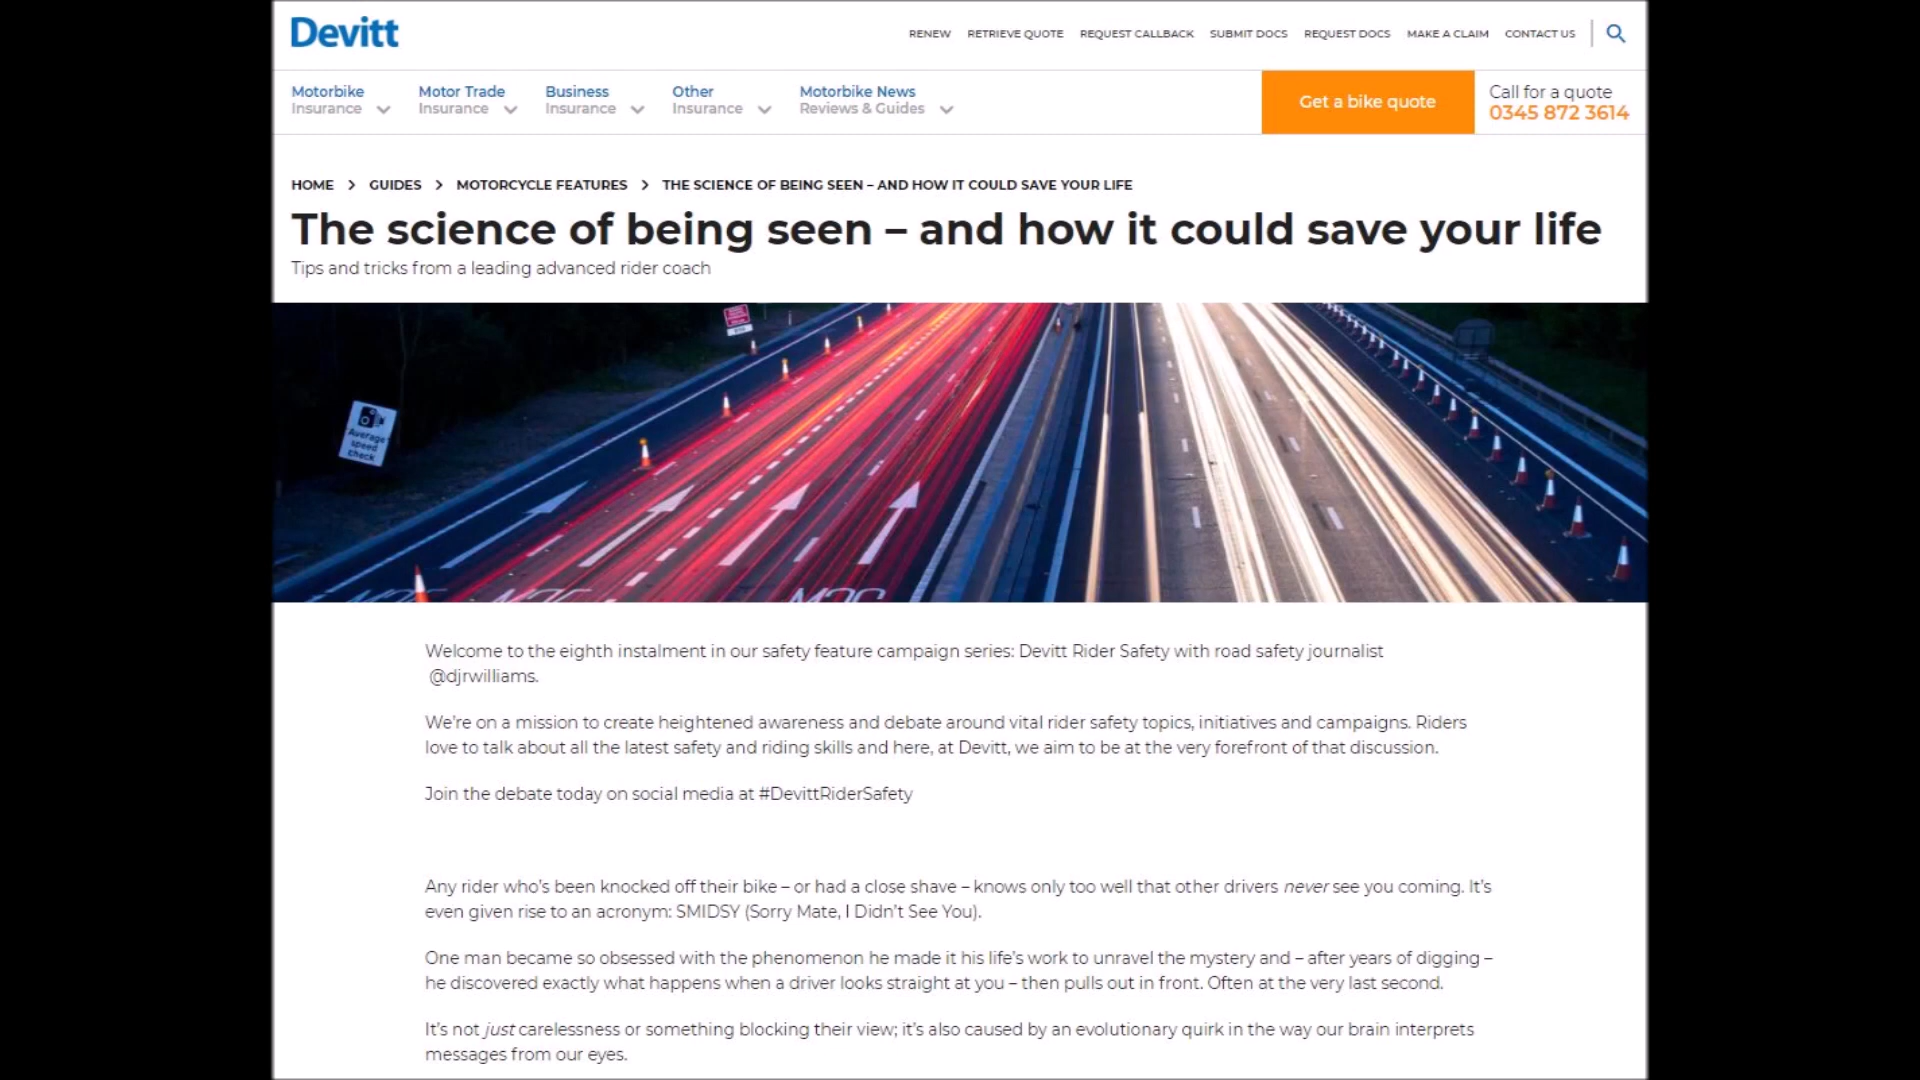 Devitt
RENEW RETRIEVE QUOTE REQUEST CALLBACK SUBMIT DOCS REQUEST DOCS MAKE A CLAIM CONTACT US
Motorbike Insurance
Motor Trade Insurance
Business Insurance
Other Insurance
Motorbike News Reviews & Guides
Get a bike quote
Call for a quote
0345 872 3614
HOME > GUIDES > MOTORCYCLE FEATURES > THE SCIENCE OF BEING SEEN – AND HOW IT COULD SAVE YOUR LIFE
The science of being seen – and how it could save your life
Tips and tricks from a leading advanced rider coach
Average
speed
check
Welcome to the eighth instalment in our safety feature campaign series: Devitt Rider Safety with road safety journalist
@djrwilliams.
We're on a mission to create heightened awareness and debate around vital rider safety topics, initiatives and campaigns. Riders
love to talk about all the latest safety and riding skills and here, at Devitt, we aim to be at the very forefront of that discussion.
Join the debate today on social media at #DevittRiderSafety
Any rider who's been knocked off their bike – or had a close shave – knows only too well that other drivers never see you coming. It's
even given rise to an acronym: SMIDSY (Sorry Mate, I Didn't See You).
One man became so obsessed with the phenomenon he made it his life's work to unravel the mystery and – after years of digging –
he discovered exactly what happens when a driver looks straight at you – then pulls out in front. Often at the very last second.
It's not just carelessness or something blocking their view; it's also caused by an evolutionary quirk in the way our brain interprets
messages from our eyes.